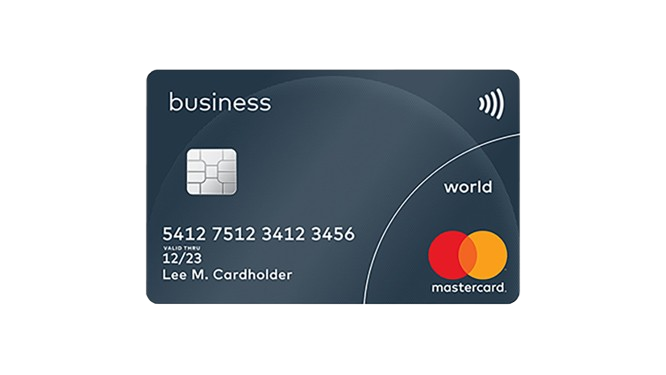 business
world
5412 7512 3412 3456
VALID THRU
12/23
Lee M. Cardholder
mastercard.